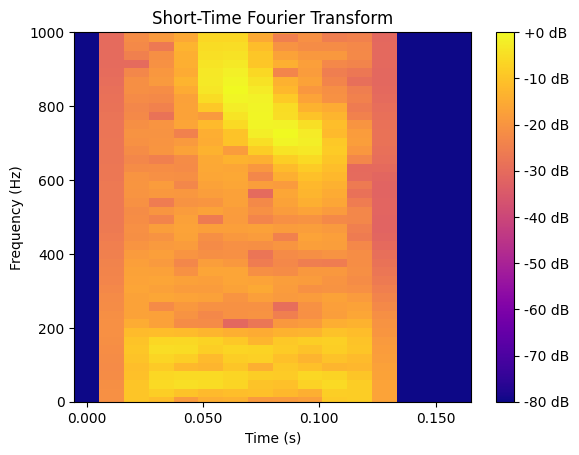 Short-Time Fourier Transform
Frequency (Hz)
1000
800
600
400
200
0
0.000
0.050
0.100
0.150
Time (s)
+0 dB
-10 dB
-20 dB
-30 dB
-40 dB
-50 dB
-60 dB
-70 dB
-80 dB